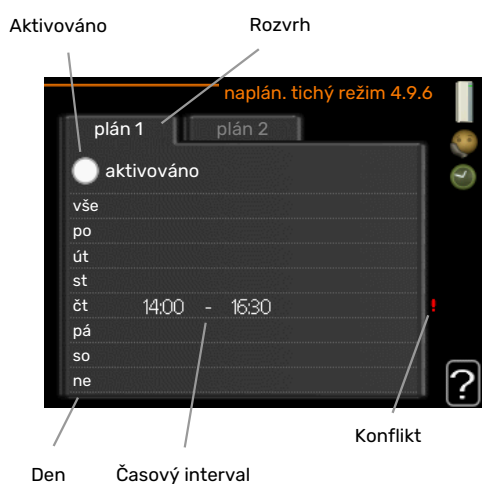 Aktivováno
Rozvrh
naplán. tichý režim 4.9.6
plán 1
plán 2
aktivováno
vše
po
út
st
čt 14:00 - 16:30 !
pá
so
ne
?
Konflikt
Den
Časový interval